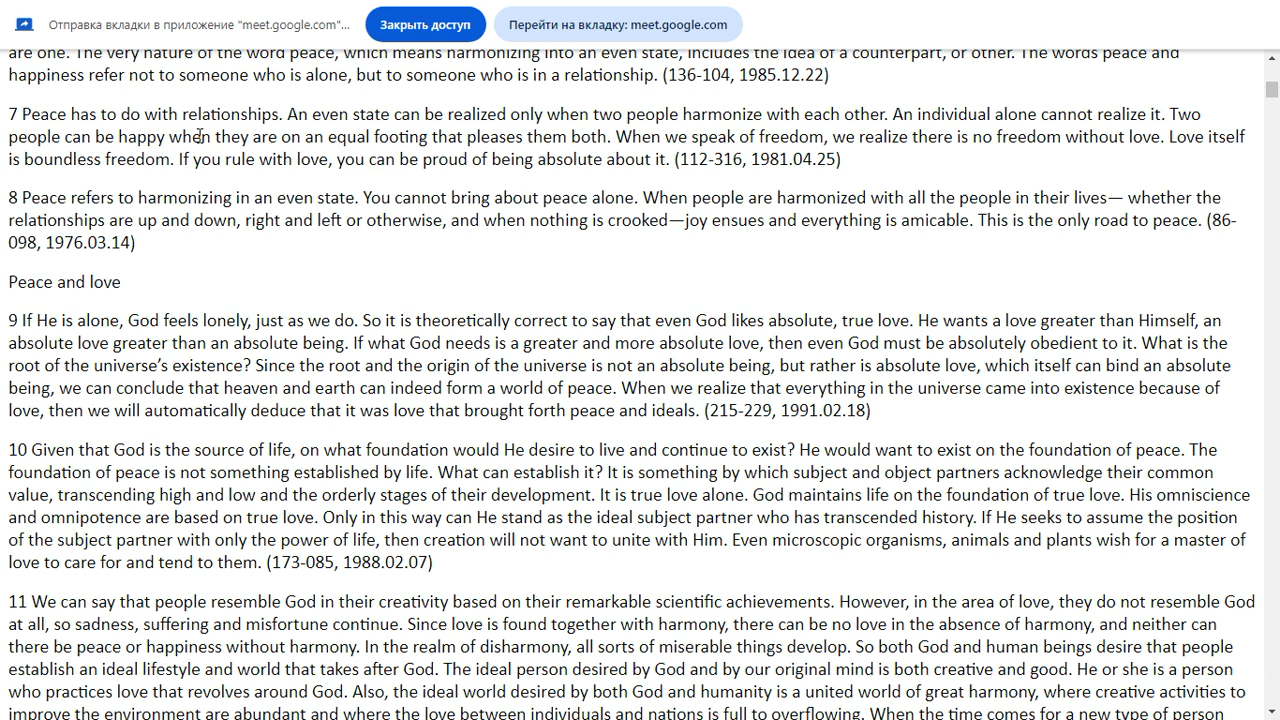 Отправка вкладки в приложение "meet.google.com"...
Закрыть доступ
Перейти на вкладку: meet.google.com
are one. The very nature of the word peace, which means harmonizing into an even state, includes the idea of a counterpart, or other. The words peace and
happiness refer not to someone who is alone, but to someone who is in a relationship. (136-104, 1985.12.22)
7 Peace has to do with relationships. An even state can be realized only when two people harmonize with each other. An individual alone cannot realize it. Two
people can be happy when they are on an equal footing that pleases them both. When we speak of freedom, we realize there is no freedom without love. Love itself
is boundless freedom. If you rule with love, you can be proud of being absolute about it. (112-316, 1981.04.25)
8 Peace refers to harmonizing in an even state. You cannot bring about peace alone. When people are harmonized with all the people in their lives— whether the
relationships are up and down, right and left or otherwise, and when nothing is crooked—joy ensues and everything is amicable. This is the only road to peace. (86-
098, 1976.03.14)
Peace and love
9 If He is alone, God feels lonely, just as we do. So it is theoretically correct to say that even God likes absolute, true love. He wants a love greater than Himself, an
absolute love greater than an absolute being. If what God needs is a greater and more absolute love, then even God must be absolutely obedient to it. What is the
root of the universe’s existence? Since the root and the origin of the universe is not an absolute being, but rather is absolute love, which itself can bind an absolute
being, we can conclude that heaven and earth can indeed form a world of peace. When we realize that everything in the universe came into existence because of
love, then we will automatically deduce that it was love that brought forth peace and ideals. (215-229, 1991.02.18)
10 Given that God is the source of life, on what foundation would He desire to live and continue to exist? He would want to exist on the foundation of peace. The
foundation of peace is not something established by life. What can establish it? It is something by which subject and object partners acknowledge their common
value, transcending high and low and the orderly stages of their development. It is true love alone. God maintains life on the foundation of true love. His omniscience
and omnipotence are based on true love. Only in this way can He stand as the ideal subject partner who has transcended history. If He seeks to assume the position
of the subject partner with only the power of life, then creation will not want to unite with Him. Even microscopic organisms, animals and plants wish for a master of
love to care for and tend to them. (173-085, 1988.02.07)
11 We can say that people resemble God in their creativity based on their remarkable scientific achievements. However, in the area of love, they do not resemble God
at all, so sadness, suffering and misfortune continue. Since love is found together with harmony, there can be no love in the absence of harmony, and neither can
there be peace or happiness without harmony. In the realm of disharmony, all sorts of miserable things develop. So both God and human beings desire that people
establish an ideal lifestyle and world that takes after God. The ideal person desired by God and by our original mind is both creative and good. He or she is a person
who practices love that revolves around God. Also, the ideal world desired by both God and humanity is a united world of great harmony, where creative activities to
improve the environment are abundant and where the love between individuals and nations is full to overflowing. When the time comes for a new type of person